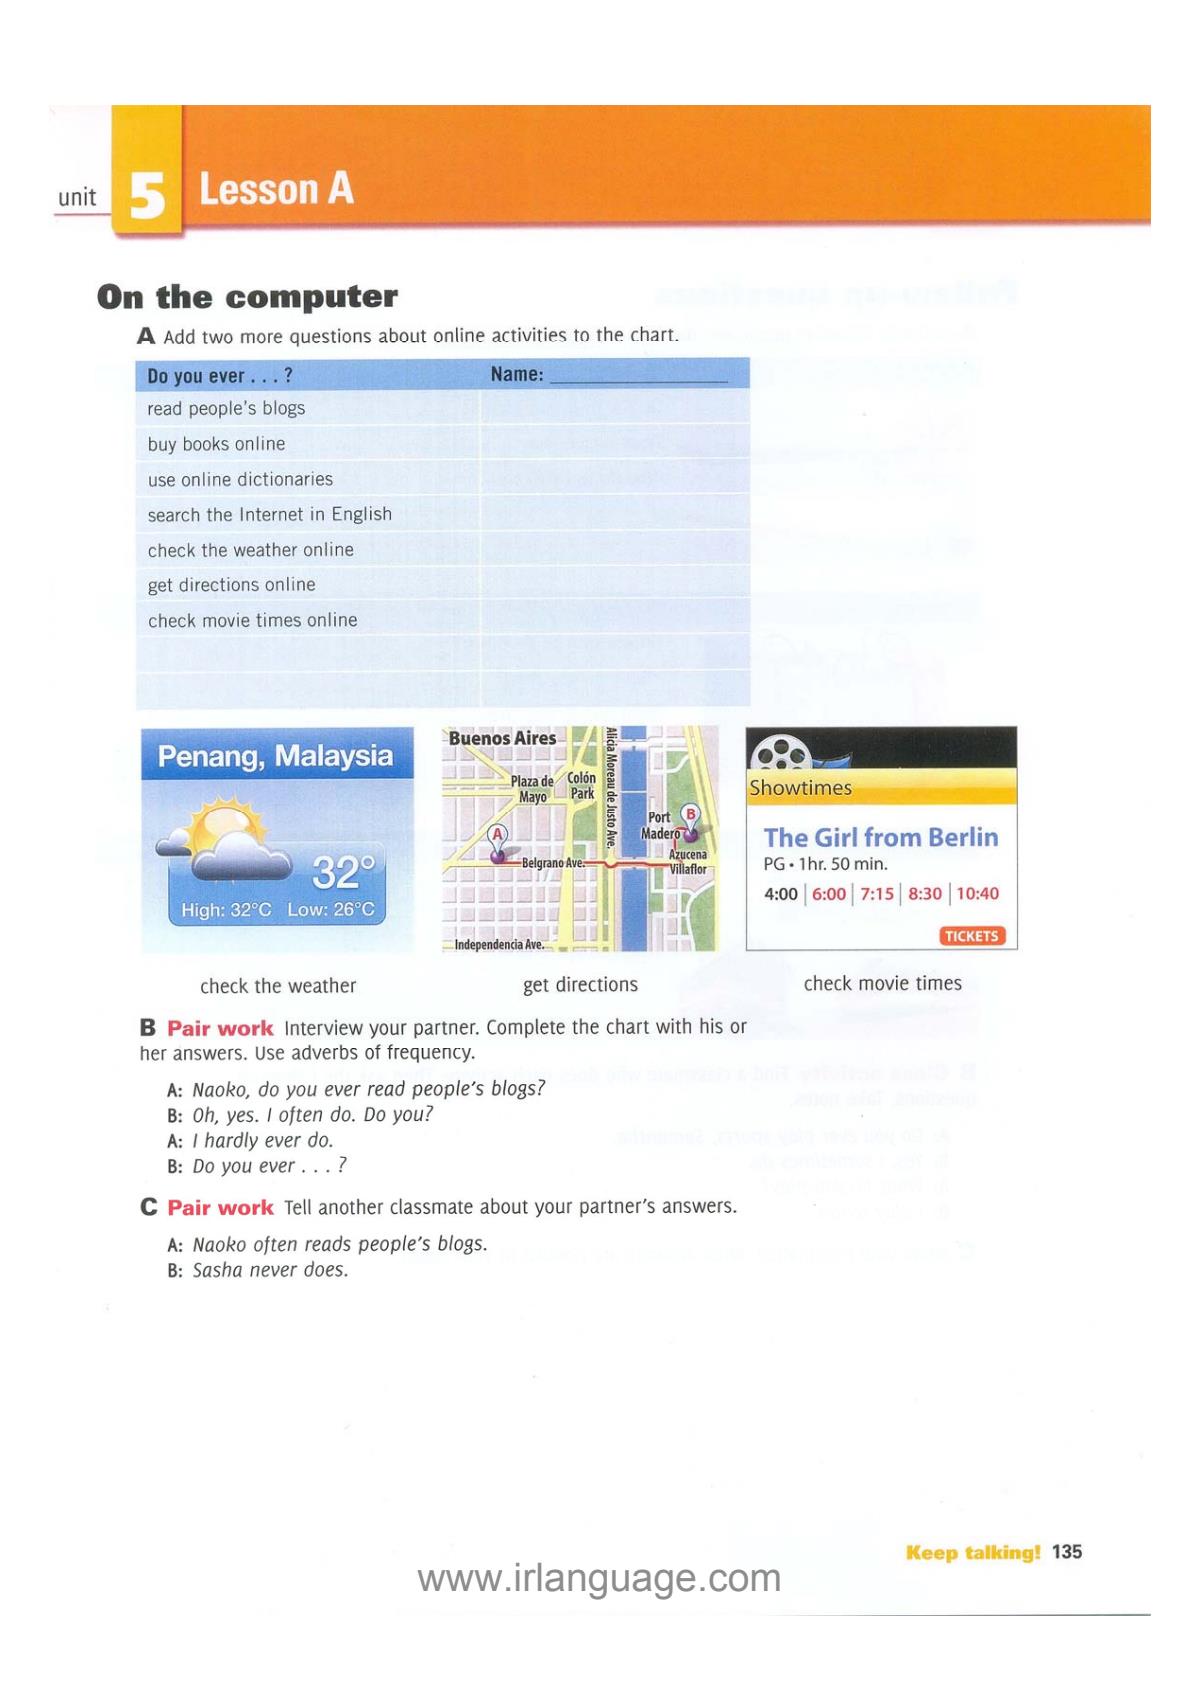 unit 5 Lesson A
On the computer
A Add two more questions about online activities to the chart.
Do you ever . . . ? Name: ____________________
read people's blogs
buy books online
use online dictionaries
search the Internet in English
check the weather online
get directions online
check movie times online
Penang, Malaysia
32°
High: 32°C Low: 26°C
check the weather
Buenos Aires
Plaza de
Mayo
Colón
Park
Alicia Moreau de Justo Ave.
Port
Madero
B
A
Azucena
Villaflor
Belgrano Ave.
Independencia Ave.
get directions
Showtimes
The Girl from Berlin
PG • 1hr. 50 min.
4:00 | 6:00 | 7:15 | 8:30 | 10:40
TICKETS
check movie times
B Pair work Interview your partner. Complete the chart with his or
her answers. Use adverbs of frequency.
A: Naoko, do you ever read people's blogs?
B: Oh, yes. I often do. Do you?
A: I hardly ever do.
B: Do you ever . . . ?
C Pair work Tell another classmate about your partner's answers.
A: Naoko often reads people's blogs.
B: Sasha never does.
Keep talking! 135
www.irlanguage.com